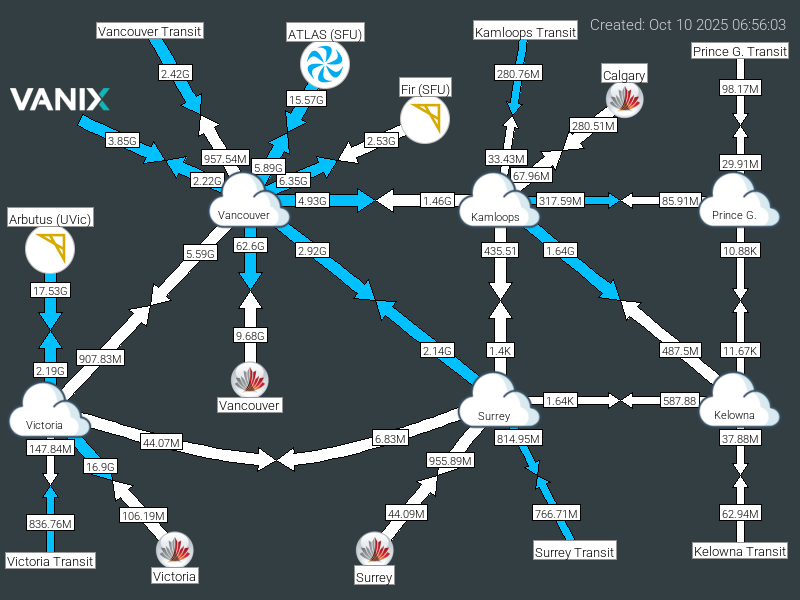 Created: Oct 10 2025 06:56:03
Vancouver Transit
ATLAS (SFU)
Kamloops Transit
Prince G. Transit
2.42G
280.76M
Calgary
Fir (SFU)
98.17M
VANIX
15.57G
280.51M
3.85G
2.53G
957.54M
33.43M
29.91M
5.89G
67.96M
2.22G
6.35G
4.93G
1.46G
317.59M
85.91M
Vancouver
Kamloops
Prince G.
Arbutus (UVic)
5.59G
62.6G
2.92G
435.51
1.64G
10.88K
17.53G
9.68G
907.83M
2.14G
1.4K
487.5M
11.67K
2.19G
Vancouver
1.64K
587.88
Victoria
Surrey
Kelowna
147.84M
44.07M
6.83M
814.95M
37.88M
16.9G
955.89M
836.76M
106.19M
44.09M
766.71M
62.94M
Victoria Transit
Victoria
Surrey
Surrey Transit
Kelowna Transit